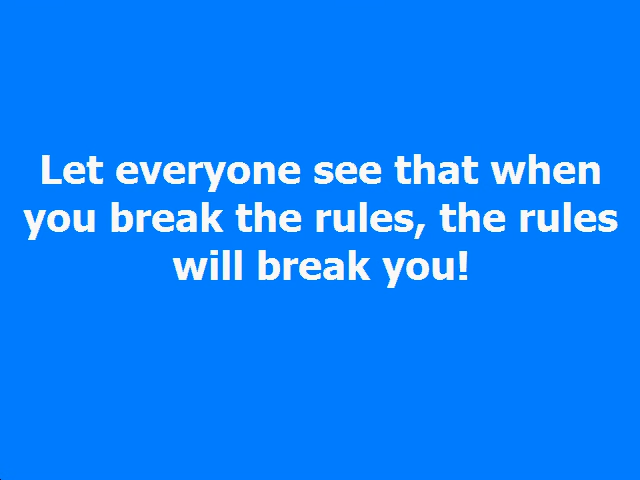 Let everyone see that when
you break the rules, the rules
will break you!